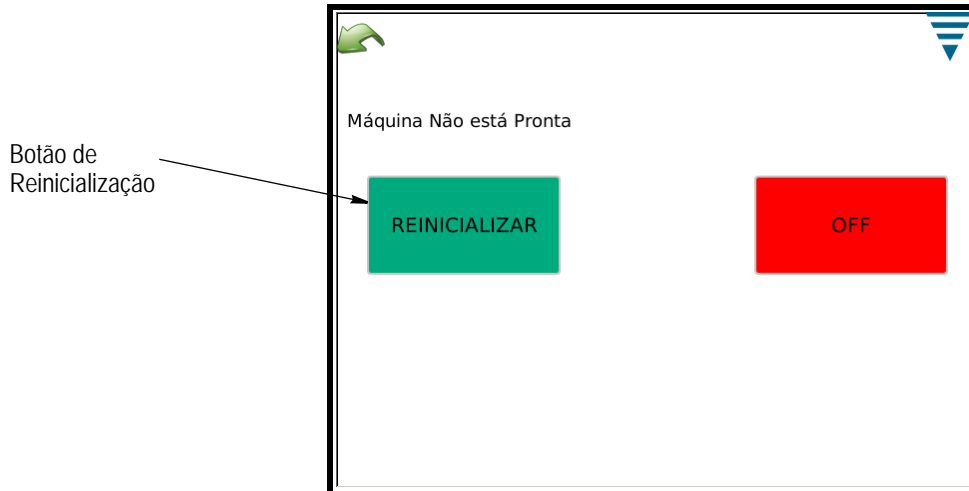 Máquina Não está Pronta
Botão de
Reinicialização
REINICIALIZAR
OFF